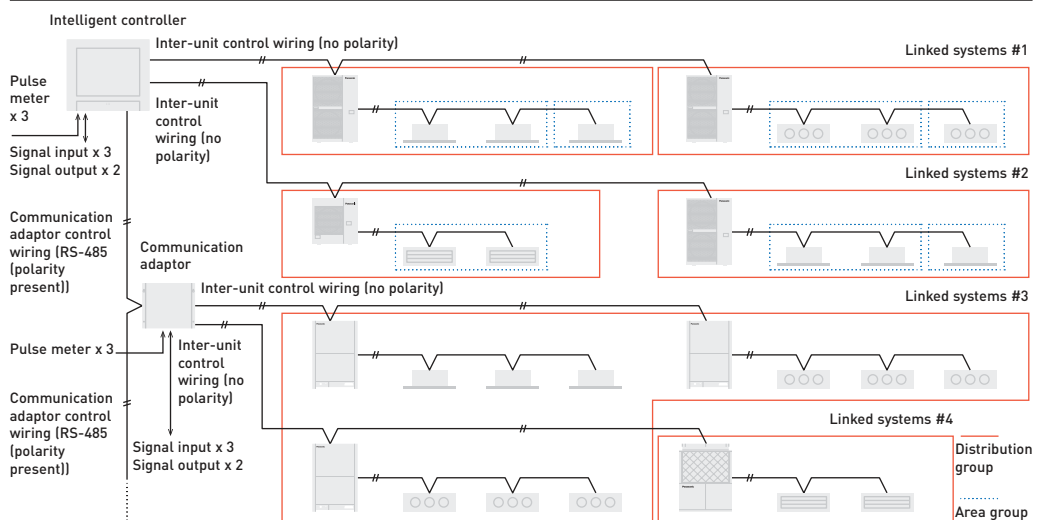 Intelligent controller
Inter-unit control wiring (no polarity)
Linked systems #1
Pulse
meter
x 3
Inter-unit
control
wiring (no
polarity)
Signal input x 3
Signal output x 2
Linked systems #2
Communication
adaptor control
wiring (RS-485
(polarity
present))
Communication
adaptor
Inter-unit control wiring (no polarity)
Linked systems #3
Pulse meter x 3
Inter-unit
control
wiring (no
polarity)
Communication
adaptor control
wiring (RS-485
(polarity
present))
Signal input x 3
Signal output x 2
Linked systems #4
Distribution
group
Area group